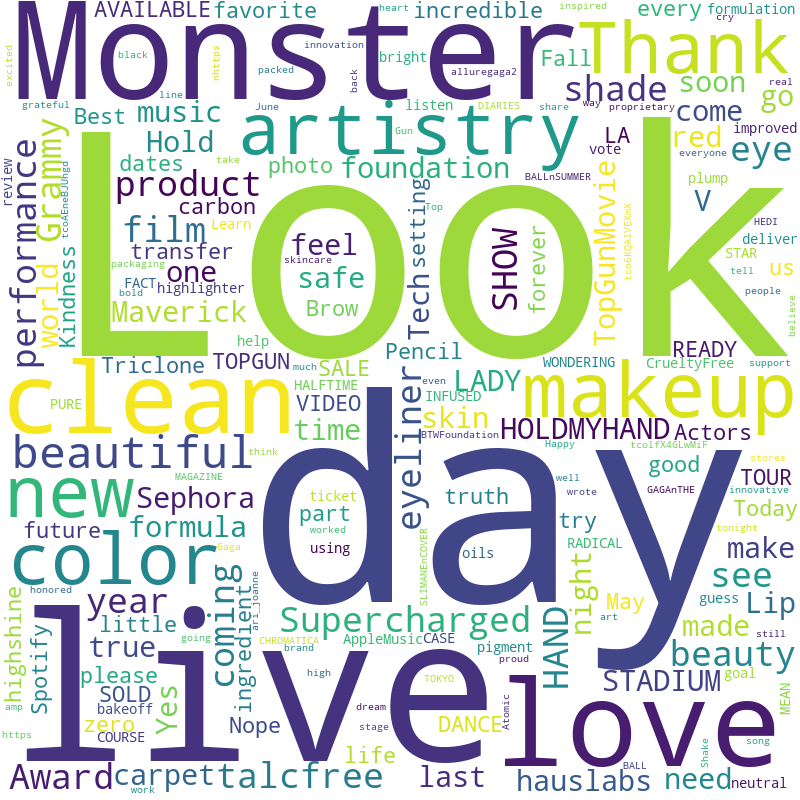 Monster
AVAILABLE
favorite
heart
incredible
inspired
every
formulation
cry
Thank
excited
black
innovation
packed
back
alluregaga2
bright
Fall
shade
soon
go
real
grateful
line
Best
music
June
listen
DIARIES
share
way
proprietary
come
artistry
Hold
Gun
LA
vote
red
improved
everyone
eye
review
performance
Grammy
world
Kindness
tcoAEneBJUhgd
dates
take
photo
foundation
BALLnSUMMER
plump
product
carbon
Look
V
HEDI
film
Learn
Top
STAR
deliver
transfer
feel
SHOW
forever
setting
Tech
TopGunMovie
us
tell
packaging
skincare
one
safe
FACT
highlighter
people
bold
Maverick
Brow
believe
help
Triclone
TOPGUN
Pencil
READY
much
SALE
WONDERING
CrueltyFree
support
clean
HALFTIME
even
LADY
makeup
PURE
VIDEO
INFUSED
time
eyeliner
skin
HOLDMYHAND
Actors
BTWFoundation
Happy
beautiful
think
day
good
MAGAZINE
well
stores
TOUR
new
Sephora
ticket
truth
wrote
GAGAnTHE
innovative
part
try
Today
future
formula
worked
Gaga
using
oils
RADICAL
tonight
make
color
SLIMANEnCOVER
night
see
honored
year
coming
ingredient
ari_joanne
May
guess
Lip
art
still
little
Supercharged
HAND
made
highshine
Spotify
true
going
CHROMATICA
AppleMusic
CASE
pigment
beauty
please
brand
proud
live
STADIUM
goal
MEAN
SOLD
high
TOKYO
amp
bakeoff
Yes
dream
Atomic
love
zero
Nope
stage
DANCE
song
https
COURSE
life
Shake
Award
carpet
talcfree
last
hauslabs
BALL
need
neutral
work